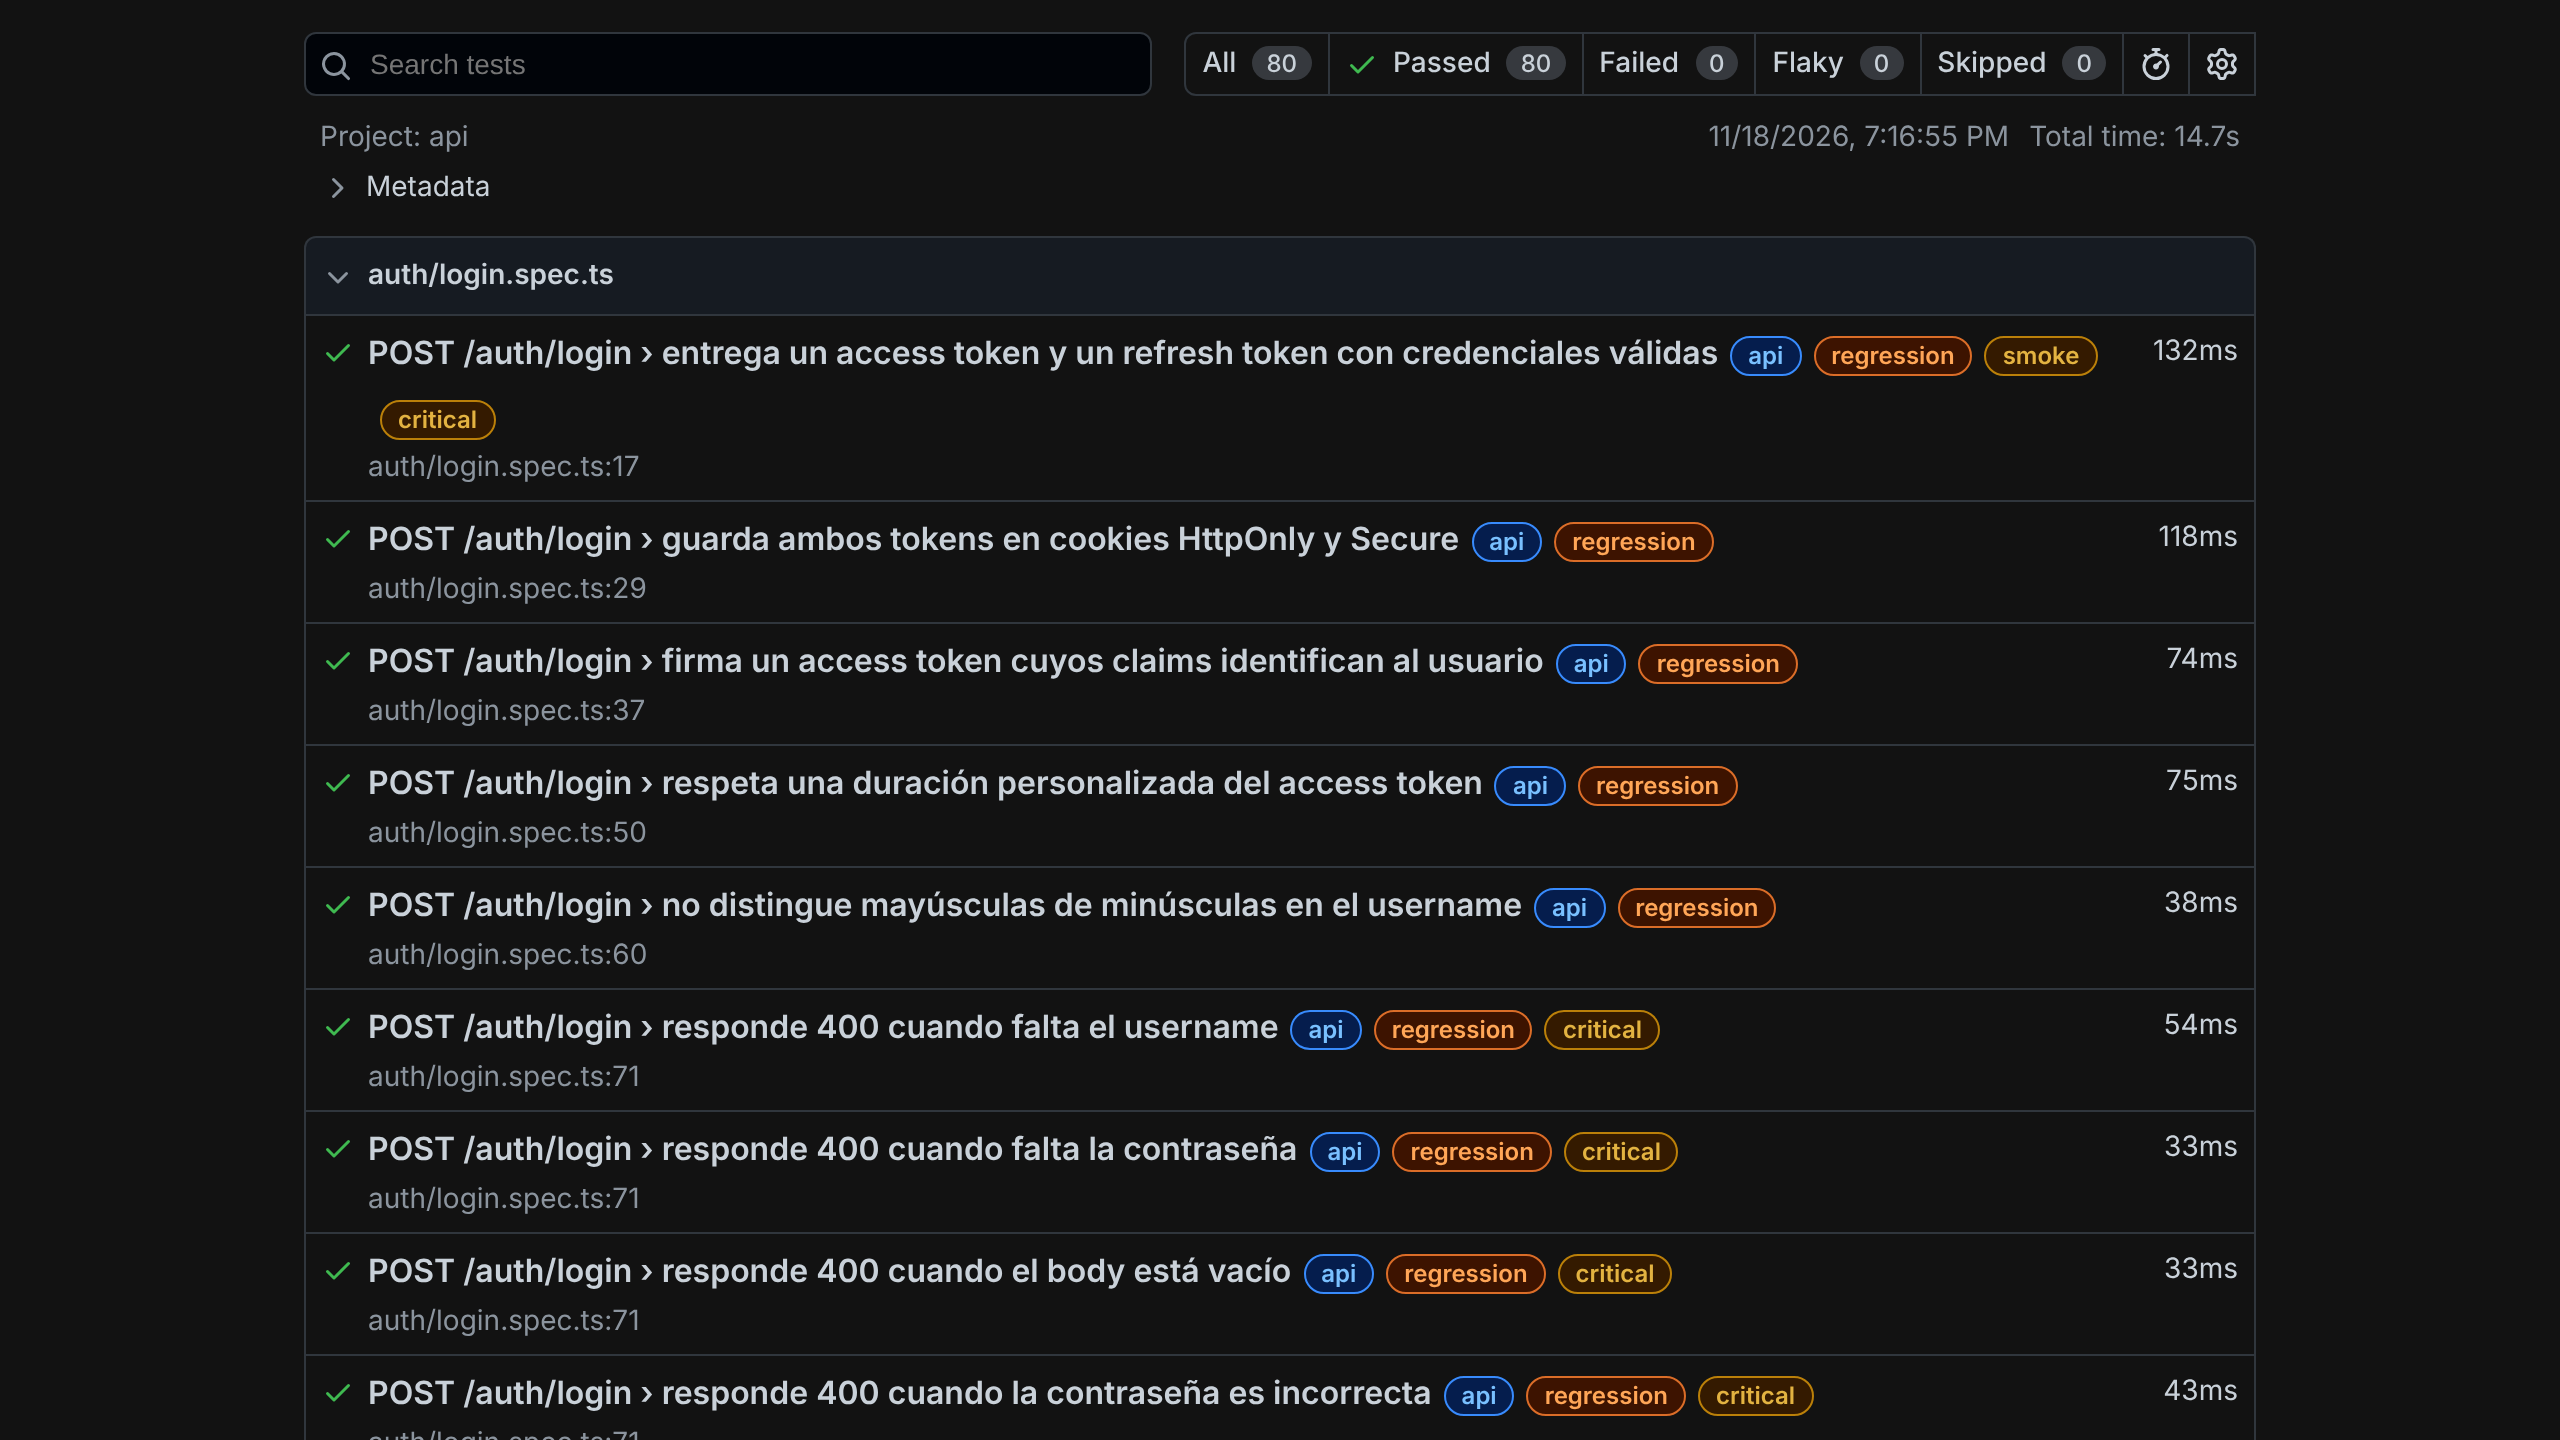 Search tests
All 80 Passed 80 Failed 0 Flaky 0 Skipped 0
Project: api
11/18/2026, 7:16:55 PM Total time: 14.7s
Metadata
auth/login.spec.ts
POST /auth/login › entrega un access token y un refresh token con credenciales válidas api regression smoke 132ms
critical
auth/login.spec.ts:17
POST /auth/login › guarda ambos tokens en cookies HttpOnly y Secure api regression 118ms
auth/login.spec.ts:29
POST /auth/login › firma un access token cuyos claims identifican al usuario api regression 74ms
auth/login.spec.ts:37
POST /auth/login › respeta una duración personalizada del access token api regression 75ms
auth/login.spec.ts:50
POST /auth/login › no distingue mayúsculas de minúsculas en el username api regression 38ms
auth/login.spec.ts:60
POST /auth/login › responde 400 cuando falta el username api regression critical 54ms
auth/login.spec.ts:71
POST /auth/login › responde 400 cuando falta la contraseña api regression critical 33ms
auth/login.spec.ts:71
POST /auth/login › responde 400 cuando el body está vacío api regression critical 33ms
auth/login.spec.ts:71
POST /auth/login › responde 400 cuando la contraseña es incorrecta api regression critical 43ms
auth/login.spec.ts:71